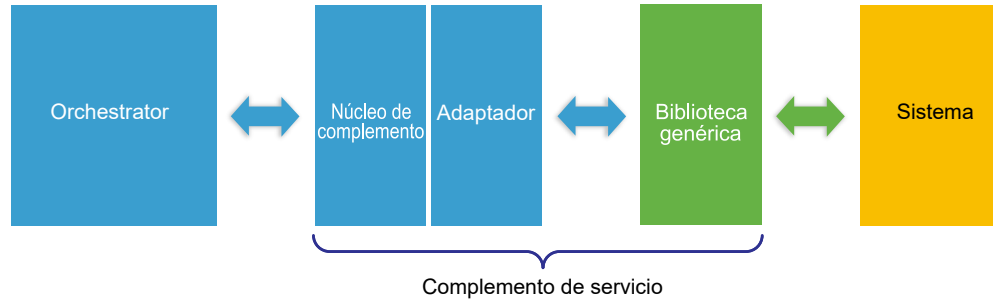 Orchestrator
Núcleo de
complemento
Adaptador
Biblioteca
genérica
Sistema
Complemento de servicio